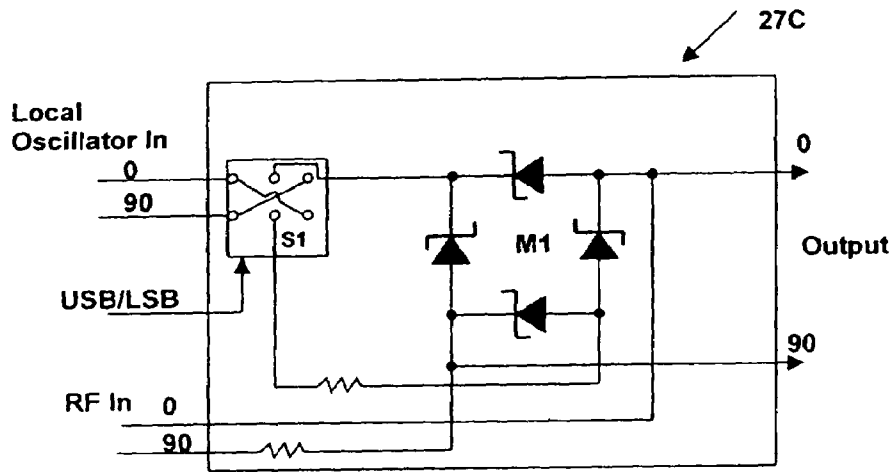 27C
Local
Oscillator In
0
90
S1
USB/LSB
M1
0
Output
90
RF In 0
90